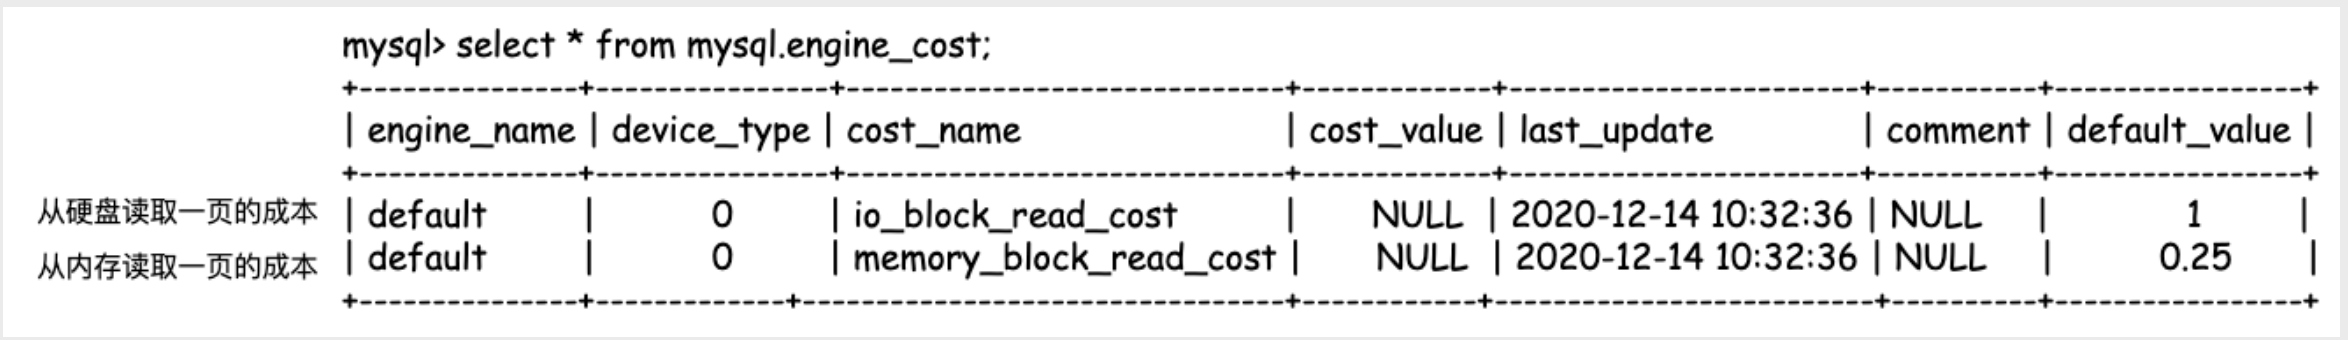 mysql> select * from mysql.engine_cost;
+---------------+----------------+------------------------------+-------------+------------------------+-----------+-----------------+
| engine_name | device_type | cost_name | cost_value | last_update | comment | default_value |
+---------------+----------------+------------------------------+-------------+------------------------+-----------+-----------------+
从硬盘读取一页的成本 | default | 0 | io_block_read_cost | NULL | 2020-12-14 10:32:36 | NULL | 1 |
从内存读取一页的成本 | default | 0 | memory_block_read_cost | NULL | 2020-12-14 10:32:36 | NULL | 0.25 |
+---------------+-------------+--------------------------------+------------+--------------------------+----------+-----------------+